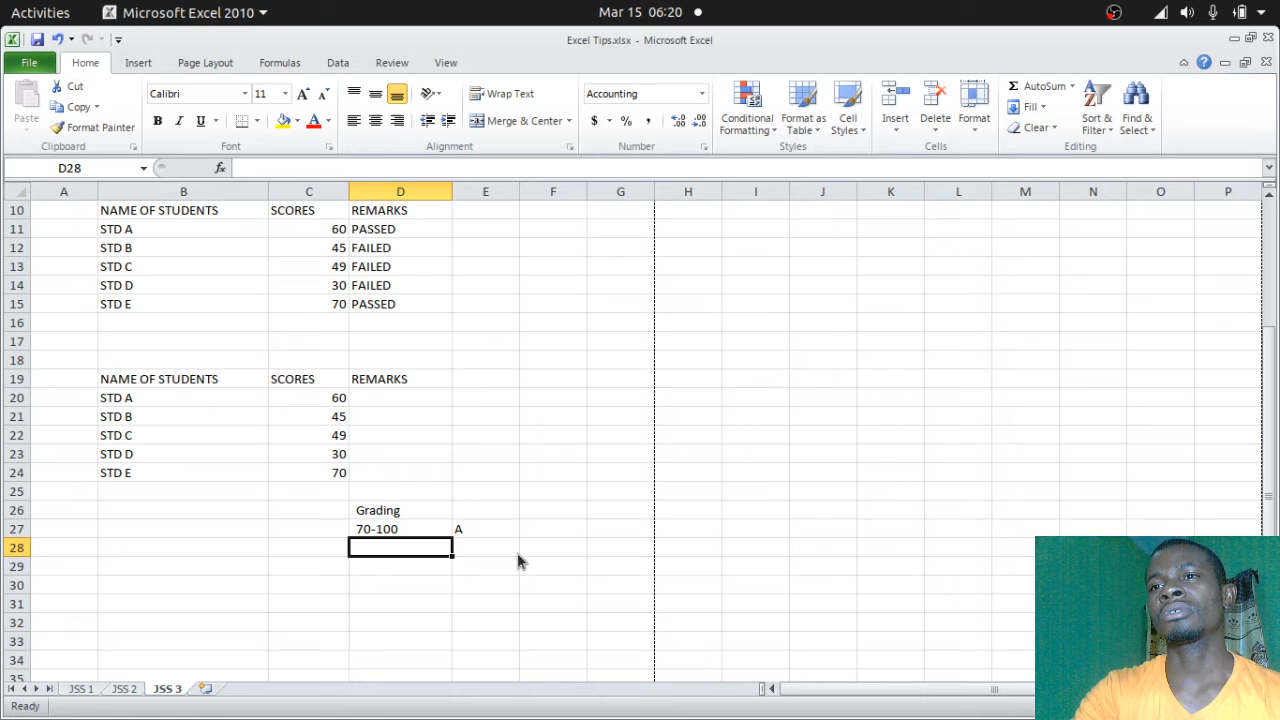 Activities Microsoft Excel 2010 Mar 15 06:20
Excel Tips.xlsx - Microsoft Excel
File Home Insert Page Layout Formulas Data Review View
Paste Cut Copy Format Painter
Clipboard
Calibri 11
B I U A
Font
Wrap Text
Merge & Center
Alignment
Accounting
$ % ,
Number
Conditional Formatting Format as Table Cell Styles
Styles
Insert Delete Format
Cells
AutoSum Fill Clear Sort & Filter Find & Select
Editing
D28 fx
A B C D E F G H I J K L M N O P
10 NAME OF STUDENTS SCORES REMARKS
11 STD A 60 PASSED
12 STD B 45 FAILED
13 STD C 49 FAILED
14 STD D 30 FAILED
15 STD E 70 PASSED
16
17
18
19 NAME OF STUDENTS SCORES REMARKS
20 STD A 60
21 STD B 45
22 STD C 49
23 STD D 30
24 STD E 70
25
26 Grading
27 70-100 A
28
29
30
31
32
33
34
35
JSS 1 JSS 2 JSS 3
Ready